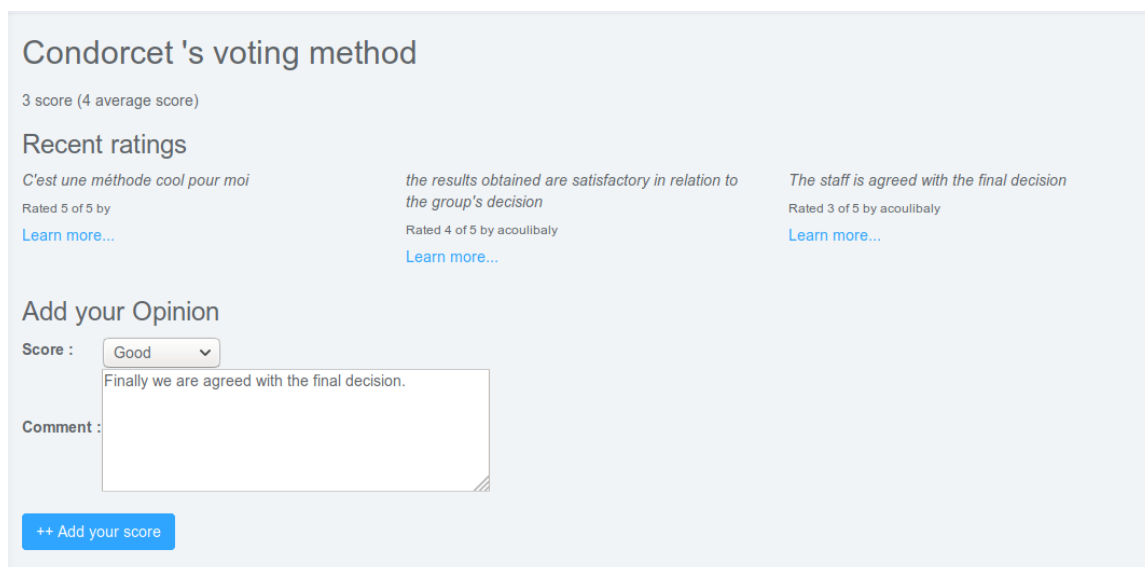 Condorcet 's voting method
3 score (4 average score)
Recent ratings
C'est une méthode cool pour moi
Rated 5 of 5 by
Learn more...
the results obtained are satisfactory in relation to
the group's decision
Rated 4 of 5 by acoulibaly
Learn more...
The staff is agreed with the final decision
Rated 3 of 5 by acoulibaly
Learn more...
Add your Opinion
Score : Good
Comment : Finally we are agreed with the final decision.
++ Add your score